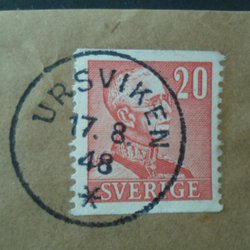 URSVIKEN
20
17. 8.
48
*
SVERIGE